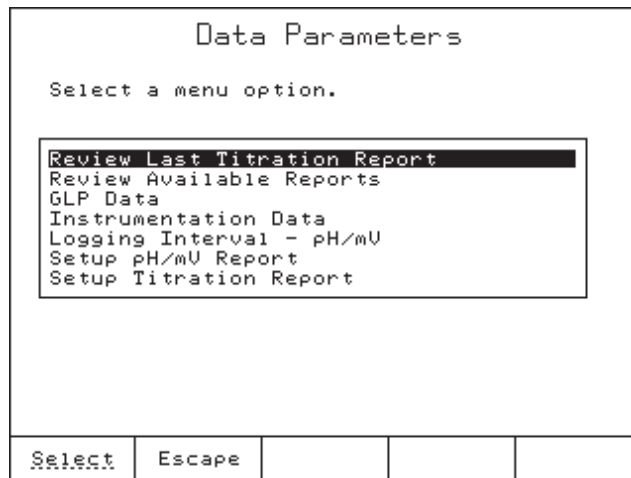 Data Parameters
Select a menu option.
Review Last Titration Report
Review Available Reports
GLP Data
Instrumentation Data
Logging Interval - pH/mV
Setup pH/mV Report
Setup Titration Report
Select Escape